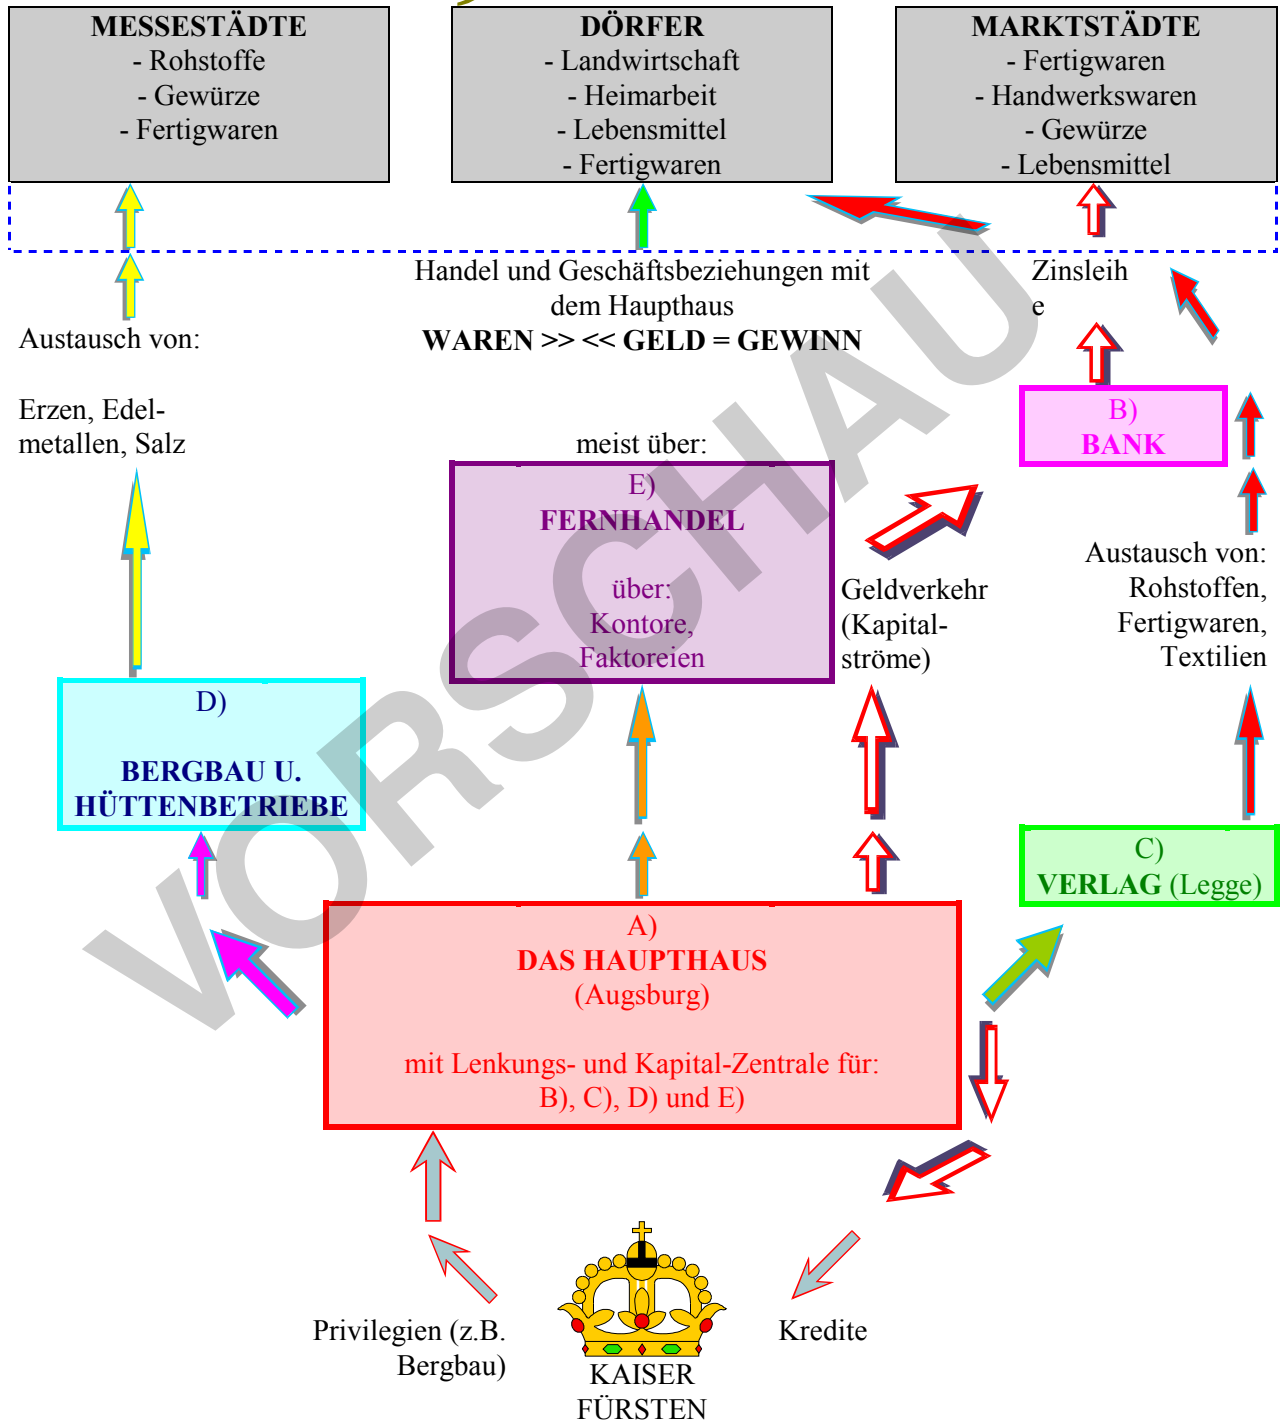 MESSESTÄDTE
- Rohstoffe
- Gewürze
- Fertigwaren
DÖRFER
- Landwirtschaft
- Heimarbeit
- Lebensmittel
- Fertigwaren
MARKTSTÄDTE
- Fertigwaren
- Handwerkswaren
- Gewürze
- Lebensmittel
Handel und Geschäftsbeziehungen mit
dem Haupthaus
WAREN >> << GELD = GEWINN
Zinsleih
e
Austausch von:
Erzen, Edel-
metallen, Salz
meist über:
B)
BANK
E)
FERNHANDEL
über:
Kontore,
Faktoreien
Geldverkehr
(Kapital-
ströme)
Austausch von:
Rohstoffen,
Fertigwaren,
Textilien
D)
BERGBAU U.
HÜTTENBETRIEBE
C)
VERLAG (Legge)
A)
DAS HAUPTHAUS
(Augsburg)
mit Lenkungs- und Kapital-Zentrale für:
B), C), D) und E)
Privilegien (z.B.
Bergbau)
Kredite
KAISER
FÜRSTEN
VORSCHAU